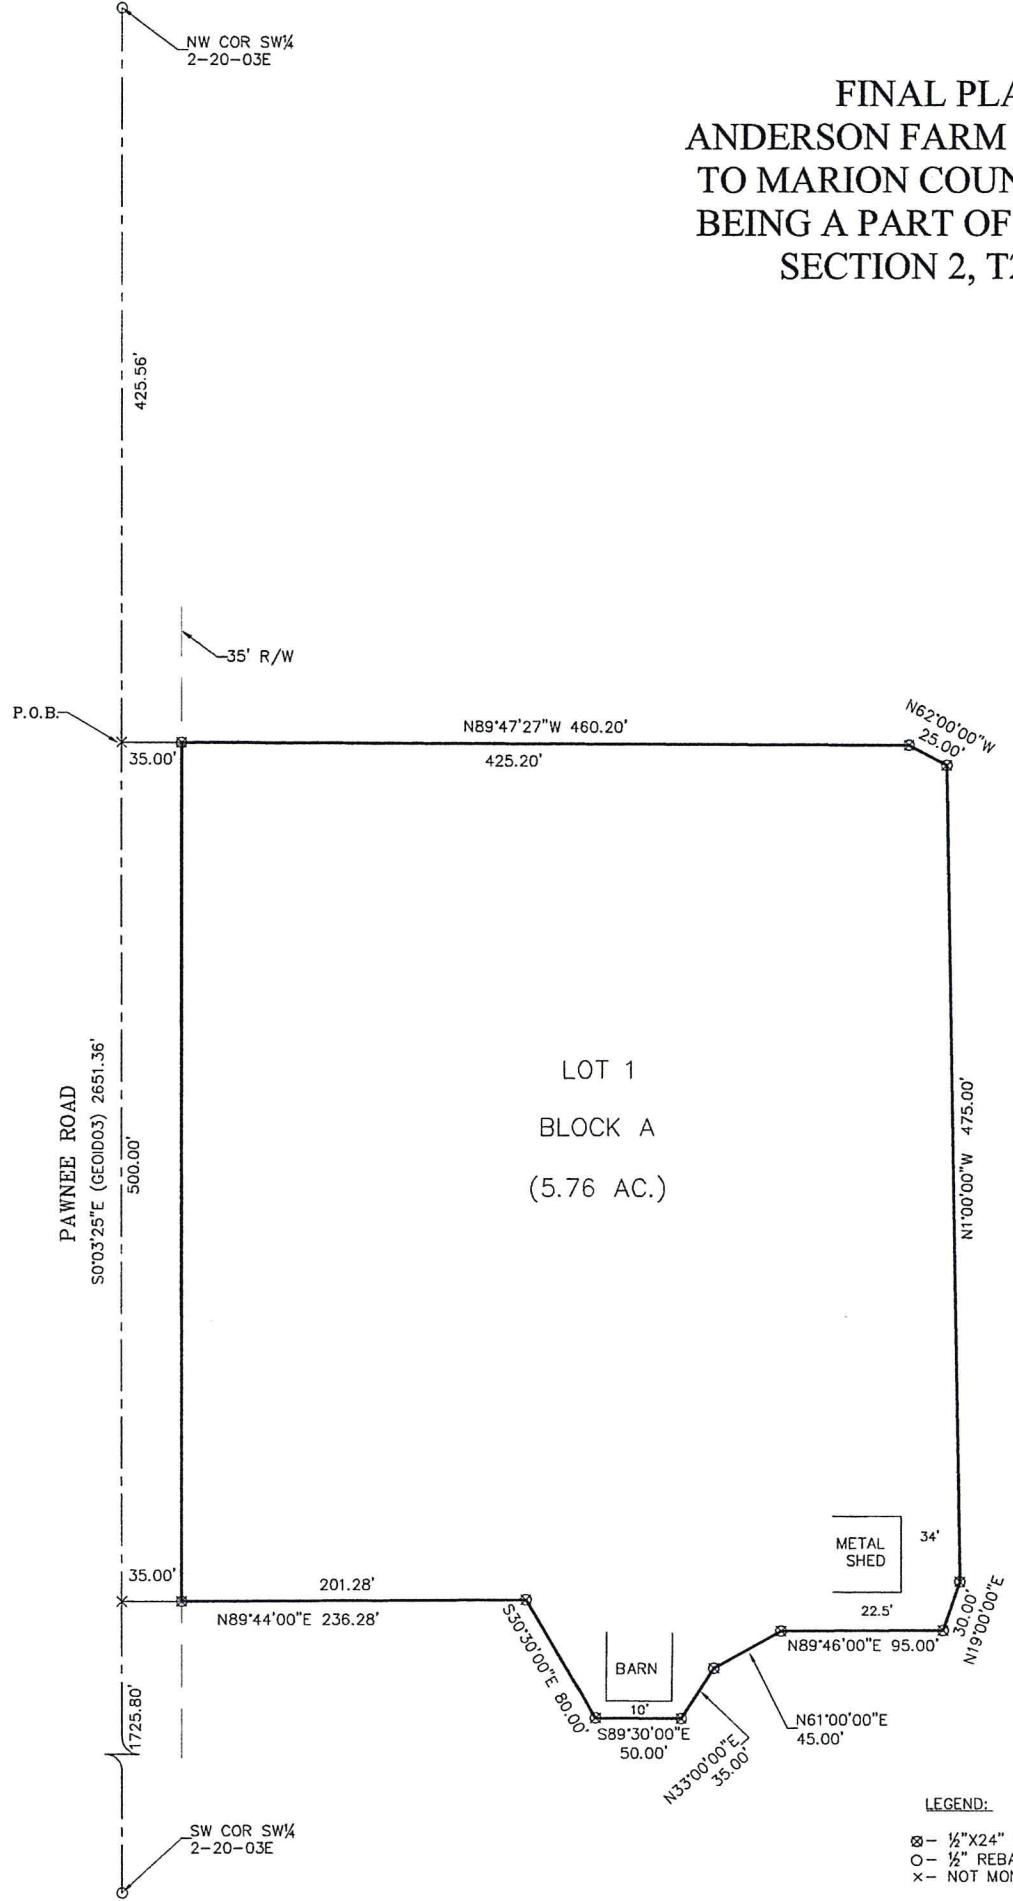 NW COR SW¼
2-20-03E
FINAL PLA
ANDERSON FARM
TO MARION COUN
BEING A PART OF
SECTION 2, T2
425.56'
35' R/W
P.O.B.
N89°47'27"W 460.20'
N62°00'00"W
25.00'
35.00'
425.20'
LOT 1
BLOCK A
(5.76 AC.)
PAWNEE ROAD
S0°03'25"E (GEOID03) 2651.36'
500.00'
N1°00'00"W 475.00'
METAL
SHED
34'
35.00'
201.28'
N89°44'00"E 236.28'
22.5'
N89°46'00"E 95.00'
30.00'
N19°00'00"E
S30°30'00"E 80.00'
BARN
10'
S89°30'00"E
50.00'
N61°00'00"E
45.00'
N33°00'00"E
35.00'
1725.80'
SW COR SW¼
2-20-03E
LEGEND:
⊗- ½"X24"
○- ½" REBA
×- NOT MON